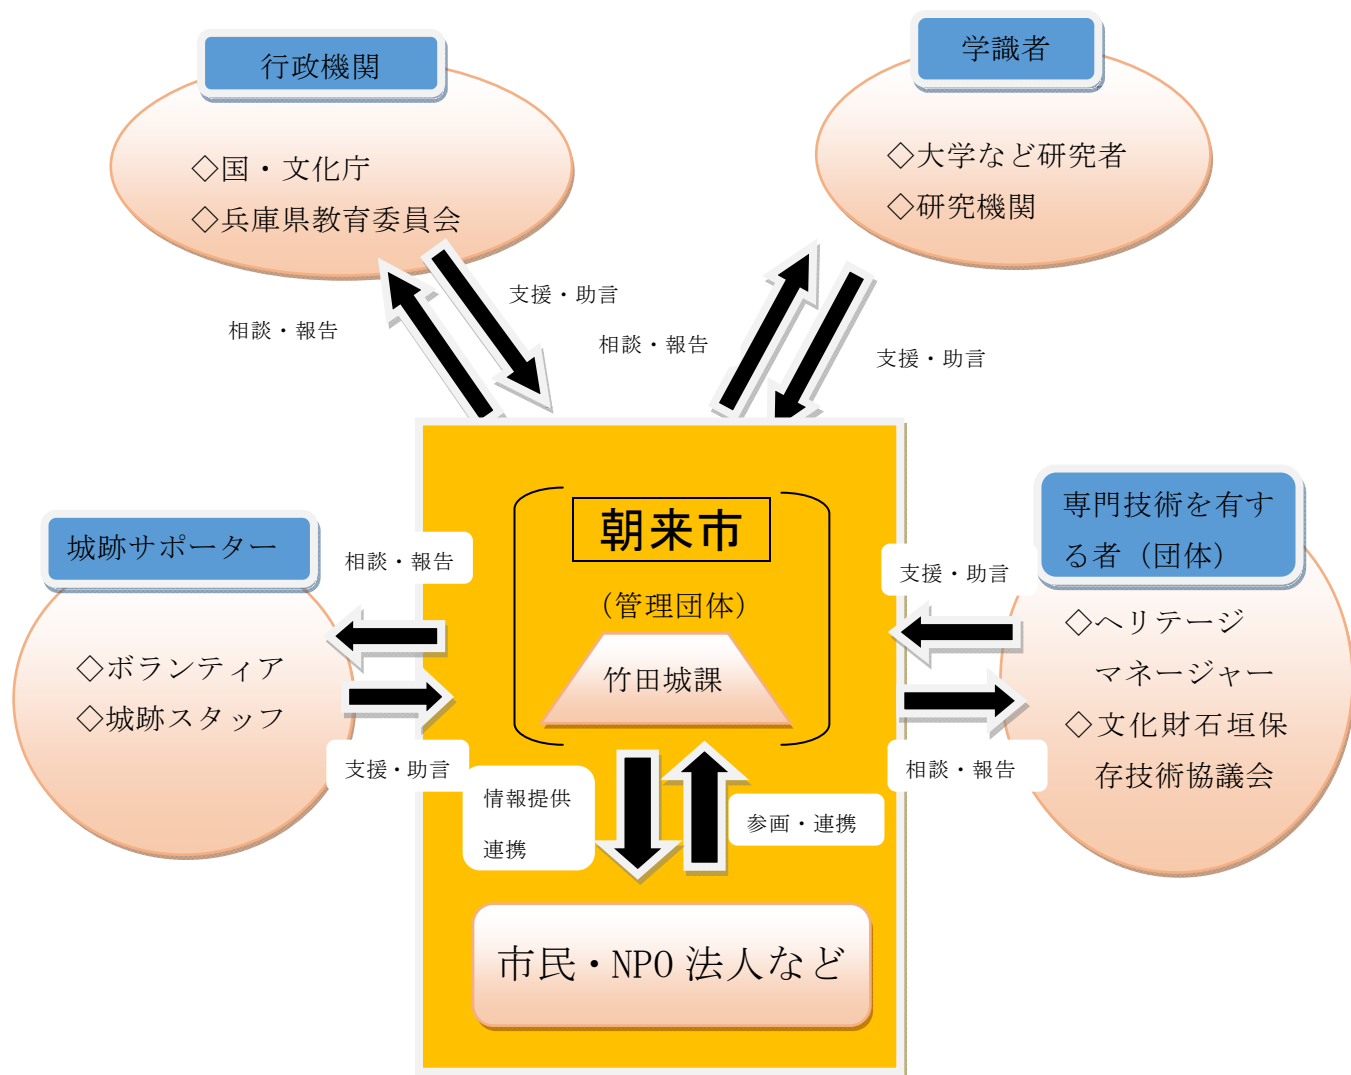 行政機関
◇国・文化庁
◇兵庫県教育委員会
学識者
◇大学など研究者
◇研究機関
相談・報告
支援・助言
相談・報告
支援・助言
城跡サポーター
◇ボランティア
◇城跡スタッフ
相談・報告
支援・助言
朝来市
（管理団体）
竹田城課
情報提供
連携
参画・連携
市民・NPO 法人など
専門技術を有す
る者（団体）
◇ヘリテージ
マネージャー
◇文化財石垣保
存技術協議会
支援・助言
相談・報告